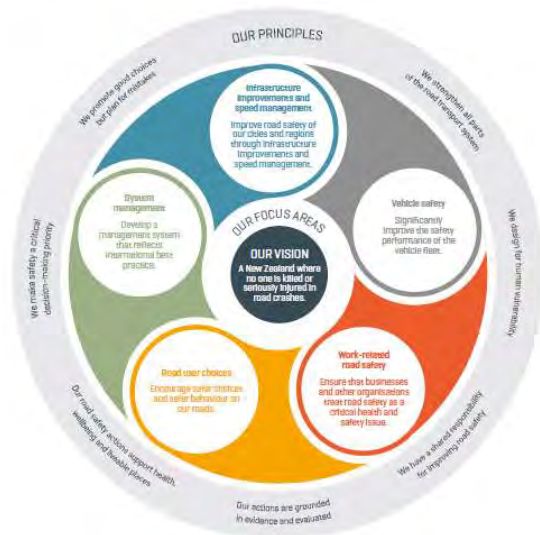 OUR PRINCIPLES
We promote good choices
but plan for mistakes
We strengthen all parts
of the road transport system
We design for human vulnerability
We have a shared responsibility
for improving road safety
Our actions are grounded
in evidence and evaluated
Our road safety actions support health,
wellbeing and liveable places
We make safety a critical
decision-making priority
Infrastructure
improvements and
speed management
Improve road safety of
our cities and regions
through infrastructure
improvements and
speed management.
Vehicle safety
Significantly
improve the safety
performance of the
vehicle fleet.
Work-related
road safety
Ensure that businesses
and other organisations
treat road safety as a
critical health and
safety issue.
Road user choices
Encourage safer choices
and safer behaviour on
our roads.
System
management
Develop a
management system
that reflects
international best
practice.
OUR FOCUS AREAS
OUR VISION
A New Zealand where
no one is killed or
seriously injured in
road crashes.